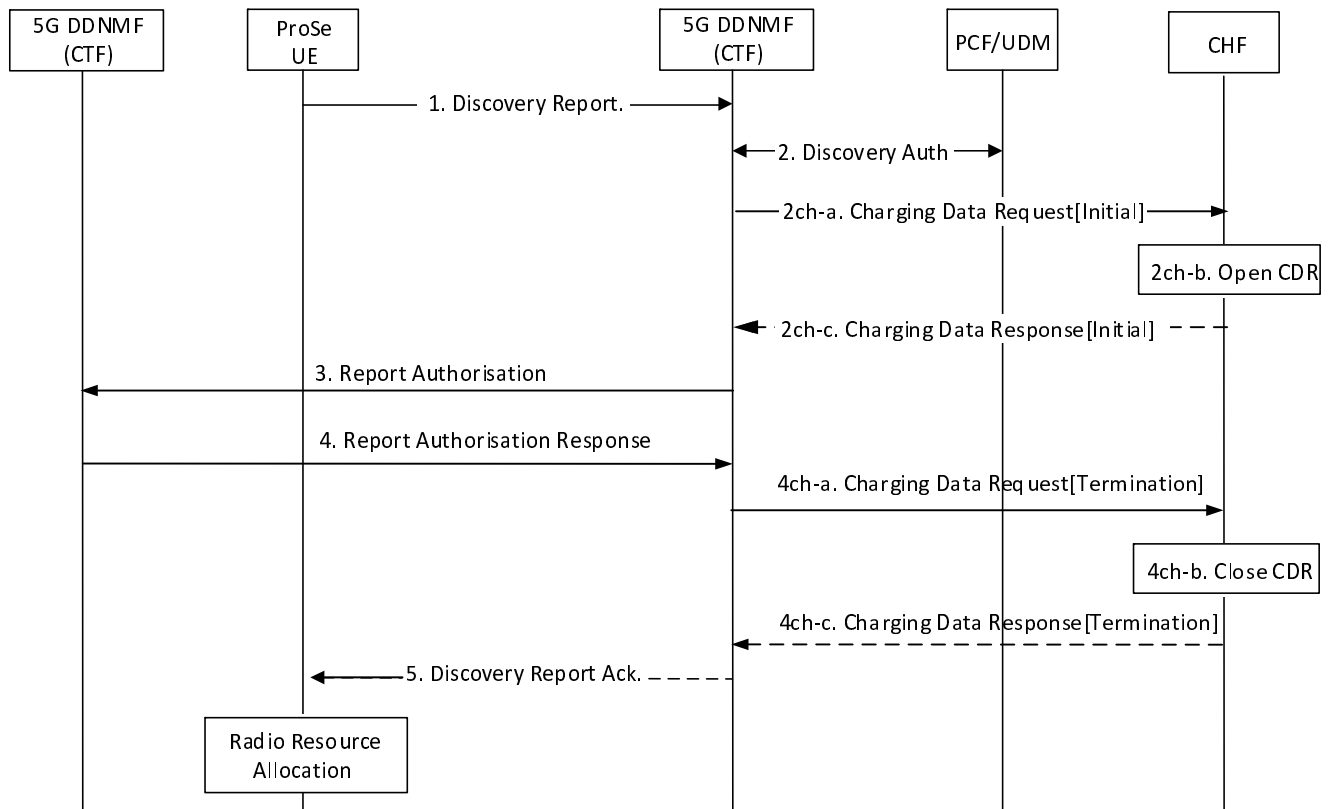 5G DDNMF
(CTF)
ProSe
UE
5G DDNMF
(CTF)
PCF/UDM
CHF
1. Discovery Report.
2. Discovery Auth
2ch-a. Charging Data Request[Initial]
2ch-b. Open CDR
2ch-c. Charging Data Response[Initial]
3. Report Authorisation
4. Report Authorisation Response
4ch-a. Charging Data Request[Termination]
4ch-b. Close CDR
4ch-c. Charging Data Response[Termination]
5. Discovery Report Ack.
Radio Resource
Allocation